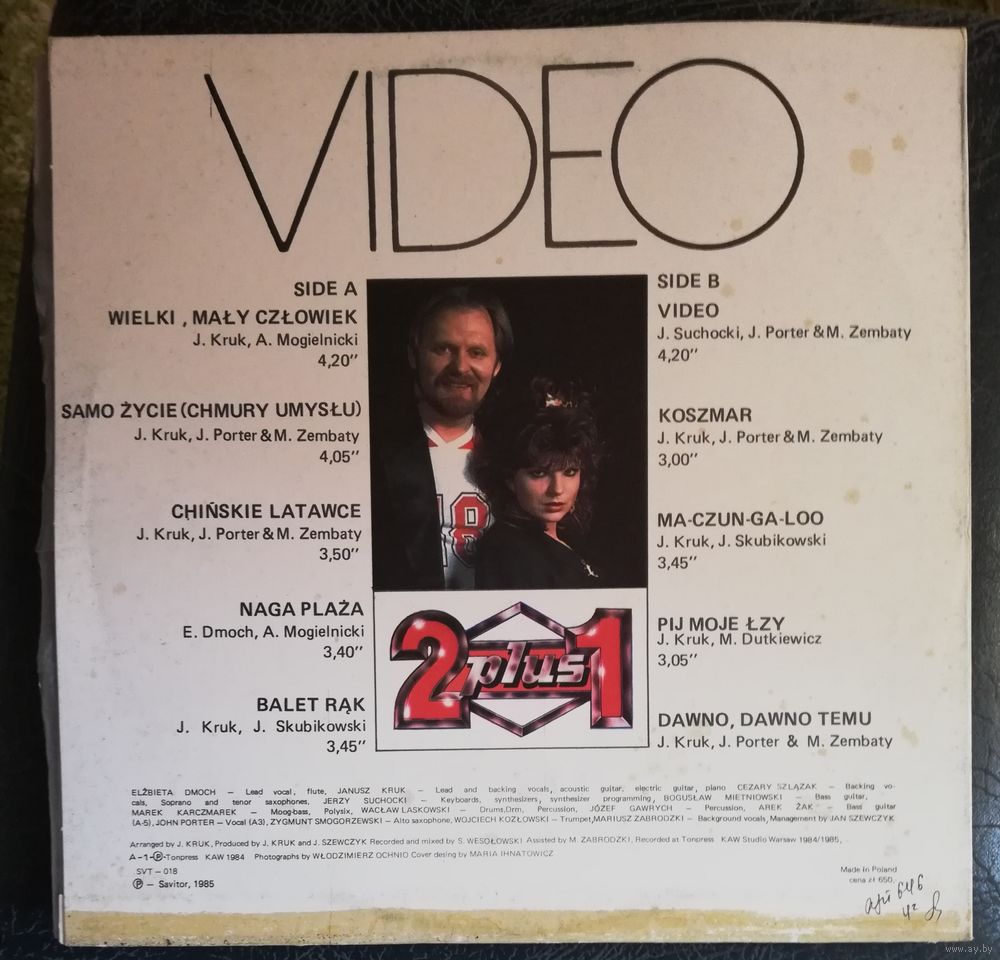 VIDEO
SIDE A
WIELKI , MAŁY CZŁOWIEK
J. Kruk, A. Mogielnicki
4,20’’
SAMO ŻYCIE (CHMURY UMYSŁU)
J. Kruk, J. Porter & M. Zembaty
4,05’’
CHIŃSKIE LATAWCE
J. Kruk, J. Porter & M. Zembaty
3,50’’
NAGA PLAŻA
E. Dmoch, A. Mogielnicki
3,40’’
BALET RĄK
J. Kruk, J. Skubikowski
3,45’’
18
2 plus 1
SIDE B
VIDEO
J. Suchocki, J. Porter & M. Zembaty
4,20’’
KOSZMAR
J. Kruk, J. Porter & M. Zembaty
3,00’’
MA-CZUN-GA-LOO
J. Kruk, J. Skubikowski
3,45’’
PIJ MOJE ŁZY
J. Kruk, M. Dutkiewicz
3,05’’
DAWNO, DAWNO TEMU
J. Kruk, J. Porter & M. Zembaty
ELŻBIETA DMOCH — Lead vocal, flute, JANUSZ KRUK — Lead and backing vocals, acoustic guitar, electric guitar, piano CEZARY SZLĄZAK — Backing vo-
cals, Soprano and tenor saxophones, JERZY SUCHOCKI — Keyboards, synthesizers, synthesizer programming, BOGUSŁAW MIETNIOWSKI — Bass guitar,
MAREK KARCZMAREK — Moog-bass, Polysix, WACŁAW LASKOWSKI — Drums, Drm, Percussion, JÓZEF GAWRYCH — Percussion, AREK ŻAK — Bass guitar
(A-5), JOHN PORTER — Vocal (A3), ZYGMUNT SMOGORZEWSKI — Alto saxophone, WOJCIECH KOZŁOWSKI — Trumpet, MARIUSZ ZABRODZKI — Background vocals, Management by JAN SZEWCZYK
Arranged by J. KRUK, Produced by J. KRUK and J. SZEWCZYK Recorded and mixed by S. WESOŁOWSKI Assisted by M. ZABRODZKI, Recorded at Tonpress KAW Studio Warsaw 1984/1985,
A—1—Ⓟ-Tonpress KAW 1984 Photographs by WŁODZIMIERZ OCHNIO Cover desing by MARIA IHNATOWICZ
SVT — 018
Ⓟ — Savitor, 1985
Made in Poland
cena zł 650,
646
www.ay.by